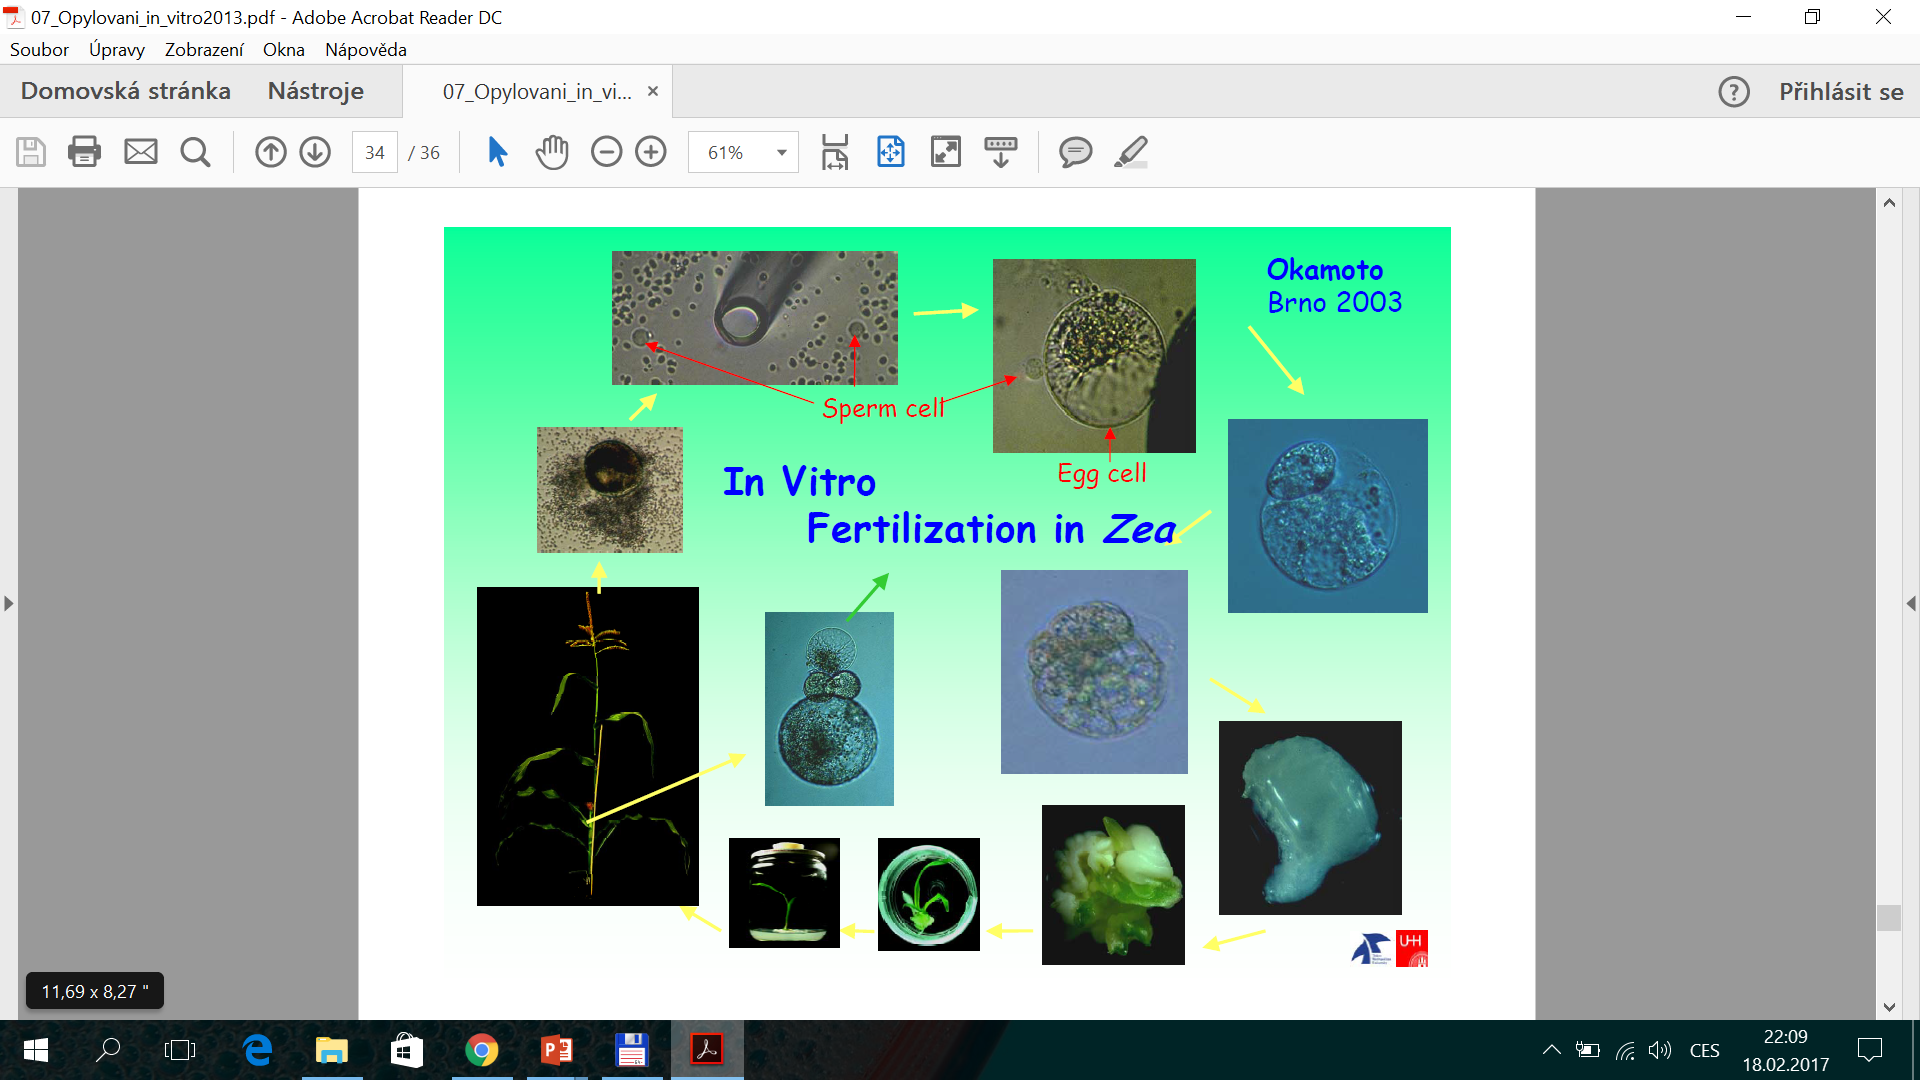 07_Opylovani_in_vitro2013.pdf - Adobe Acrobat Reader DC
Soubor Úpravy Zobrazení Okna Nápověda
Domovská stránka Nástroje 07_Opylovani_in_vi... × ? Přihlásit se
34 / 36 61%
Okamoto
Brno 2003
Sperm cell
Egg cell
In Vitro
Fertilization in Zea
UHH
11,69 x 8,27 "
CES
22:09
18.02.2017